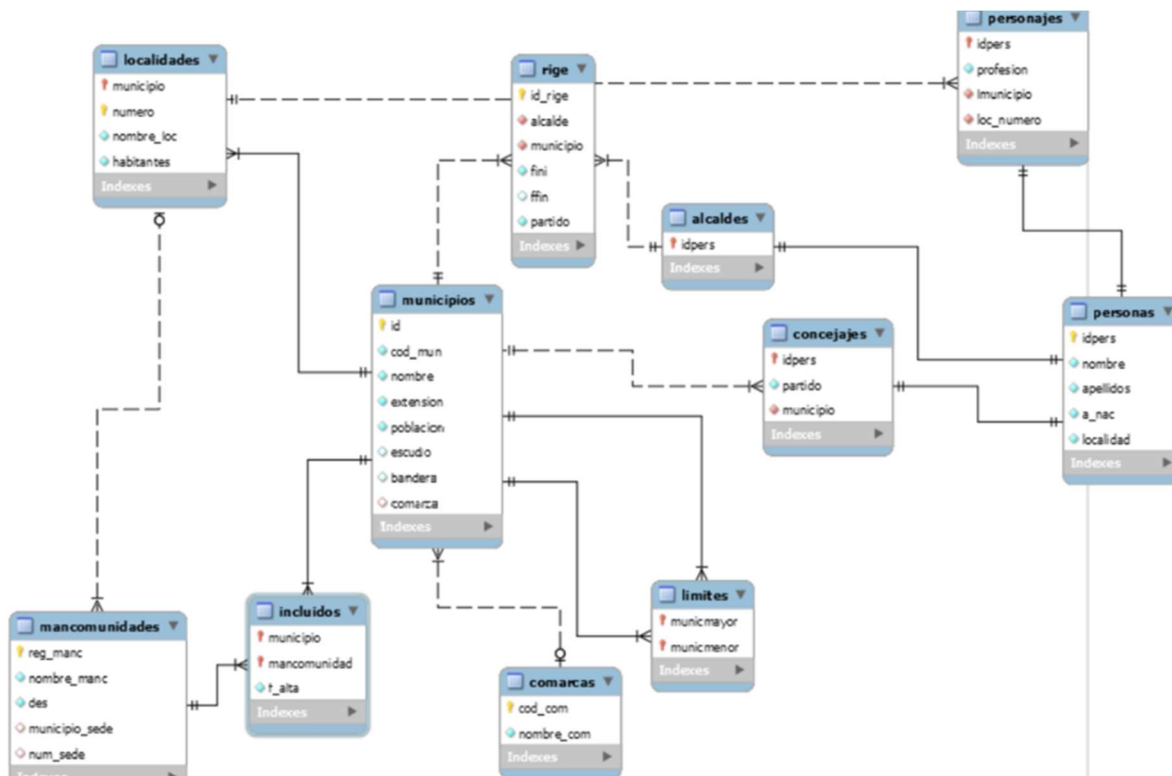 localidades
municipio
numero
nombre_loc
habitantes
Indexes
rige
id_rige
alcalde
municipio
fini
ffin
partido
Indexes
personajes
idpers
profesion
lmunicipio
loc_numero
Indexes
alcaldes
idpers
Indexes
municipios
id
cod_mun
nombre
extension
poblacion
escudo
bandera
comarca
Indexes
concejajes
idpers
partido
municipio
Indexes
personas
idpers
nombre
apellidos
a_nac
localidad
Indexes
mancomunidades
reg_manc
nombre_manc
des
municipio_sede
num_sede
Indexes
incluidos
municipio
mancomunidad
f_alta
Indexes
limites
municmayor
municmenor
Indexes
comarcas
cod_com
nombre_com
Indexes